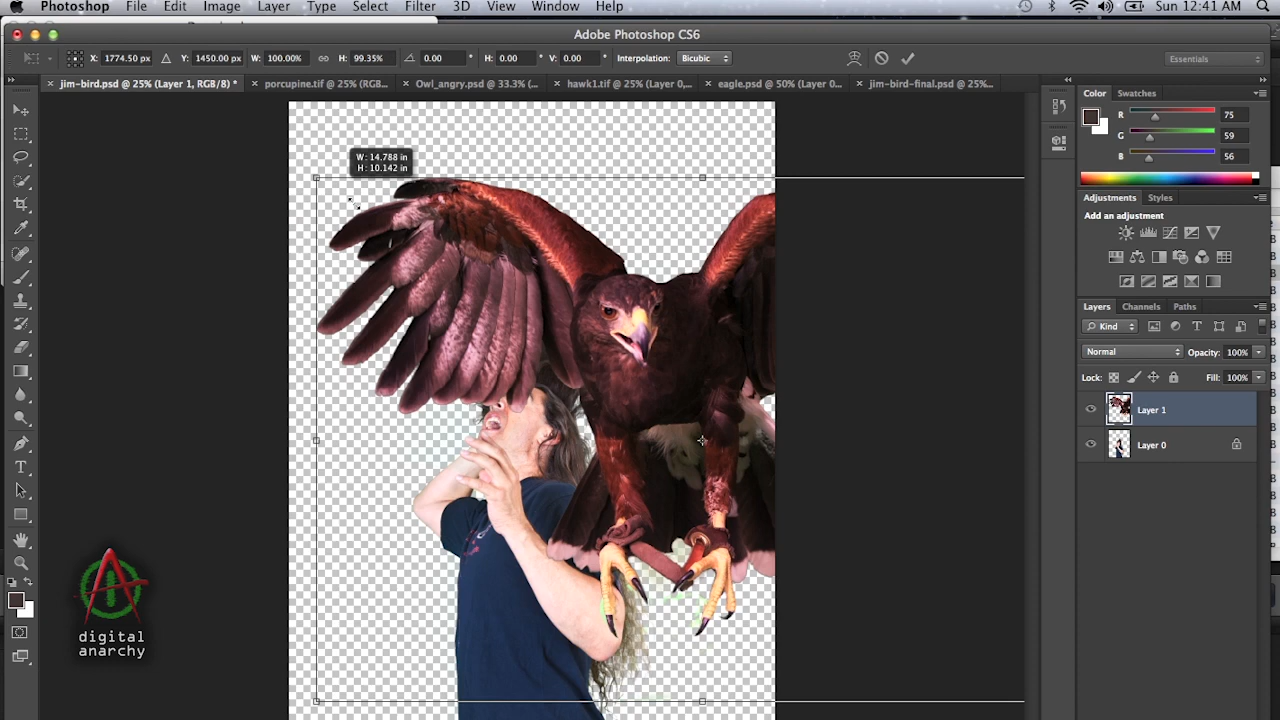 Photoshop File Edit Image Layer Type Select Filter 3D View Window Help Sun 12:41 AM
Adobe Photoshop CS6
X: 1774.50 px Y: 1450.00 px W: 100.00% H: 99.35% 0.00 ° H: 0.00 ° V: 0.00 ° Interpolation: Bicubic Essentials
jim-bird.psd @ 25% (Layer 1, RGB/8) * porcupine.tif @ 25% (RGB... Owl_angry.psd @ 33.3% (... hawk1.tif @ 25% (Layer 0,... eagle.psd @ 50% (Layer 0... jim-bird-final.psd @ 25%...
Color Swatches
R 75
G 59
B 56
W: 14.788 in
H: 10.142 in
Adjustments Styles
Add an adjustment
Layers Channels Paths
Kind
Normal Opacity: 100%
Lock: Fill: 100%
Layer 1
Layer 0
digital
anarchy